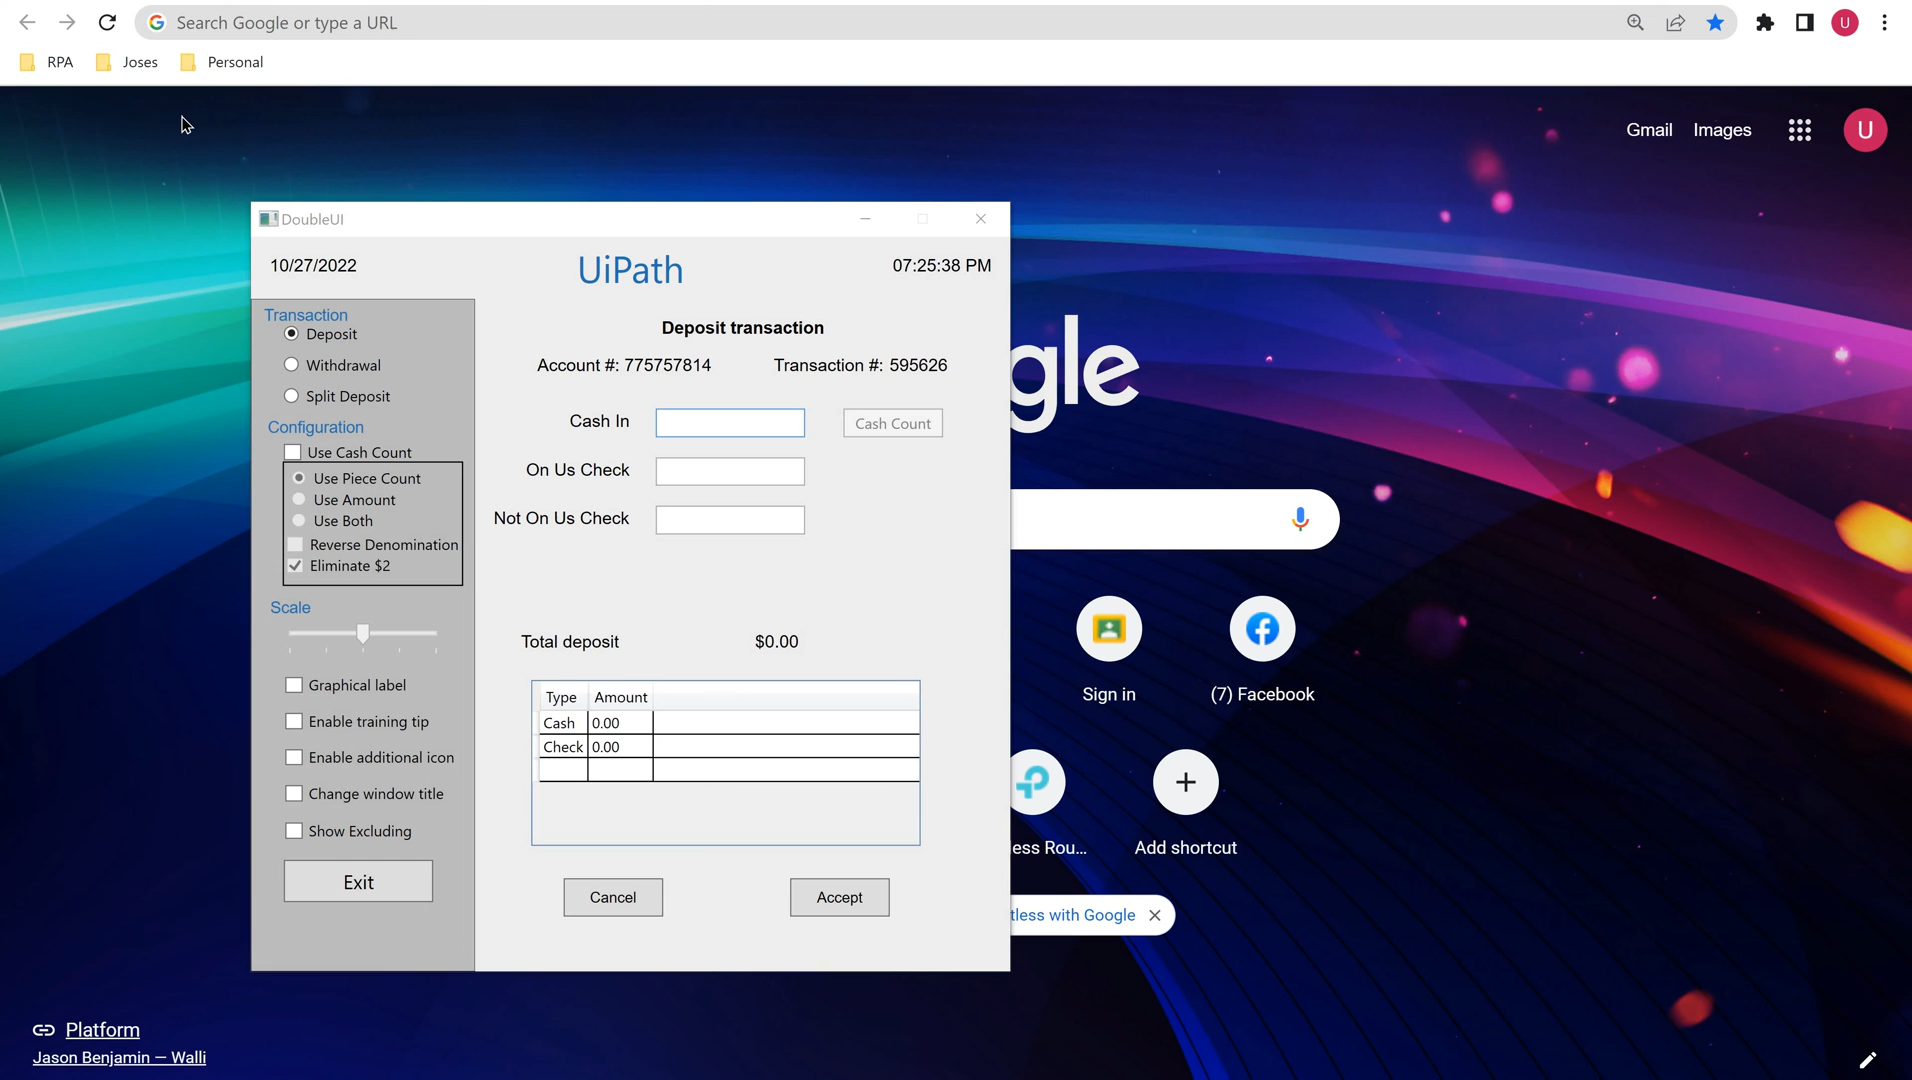 Search Google or type a URL
U
RPA
Joses
Personal
Gmail
Images
U
DoubleUI
10/27/2022
UiPath
07:25:38 PM
Transaction
Deposit
Withdrawal
Split Deposit
Configuration
Use Cash Count
Use Piece Count
Use Amount
Use Both
Reverse Denomination
Eliminate $2
Scale
Graphical label
Enable training tip
Enable additional icon
Change window title
Show Excluding
Exit
Deposit transaction
Account #: 775757814
Transaction #: 595626
Cash In
Cash Count
On Us Check
Not On Us Check
Total deposit
$0.00
Type Amount
Cash 0.00
Check 0.00
Cancel
Accept
gle
Sign in
(7) Facebook
ess Rou...
Add shortcut
tless with Google
Platform
Jason Benjamin — Walli